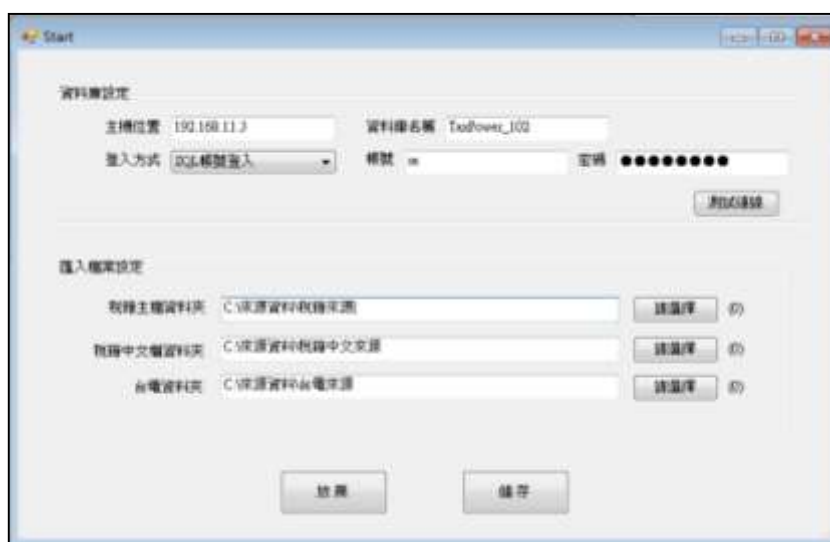 Start
資料庫設定
主機位置 192.168.11.3 資料庫名稱 TaxPower_102
登入方式 SQL帳號登入 帳號 sa 密碼 ●●●●●●●●
測試連線
匯入檔案設定
稅籍主檔資料夾 C:\來源資料\稅籍來源\ 請選擇 (0)
稅籍中文檔資料夾 C:\來源資料\稅籍中文來源 請選擇 (0)
台電資料夾 C:\來源資料\台電來源 請選擇 (0)
放棄 儲存